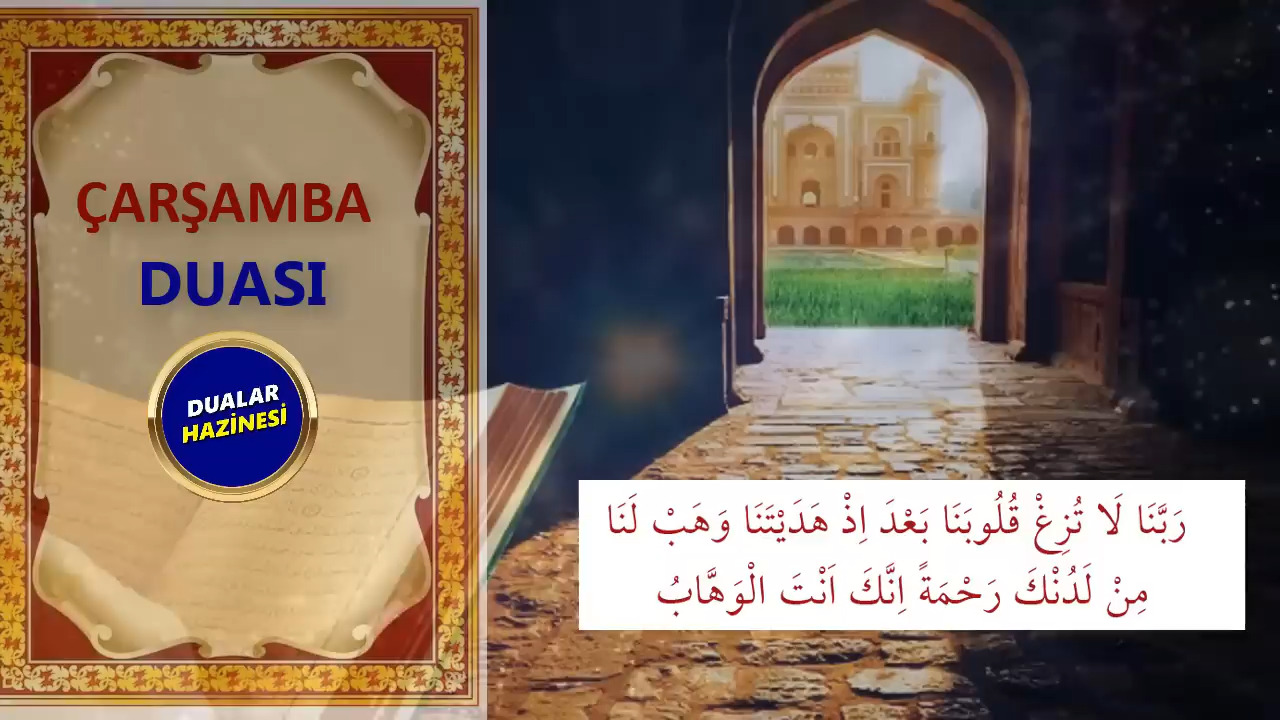 ÇARŞAMBA
DUASI
DUALAR
HAZİNESİ
رَبَّنَا لَا تُزِغْ قُلُوبَنَا بَعْدَ اِذْ هَدَيْتَنَا وَهَبْ لَنَا
مِنْ لَدُنْكَ رَحْمَةً اِنَّكَ اَنْتَ الْوَهَّابُ